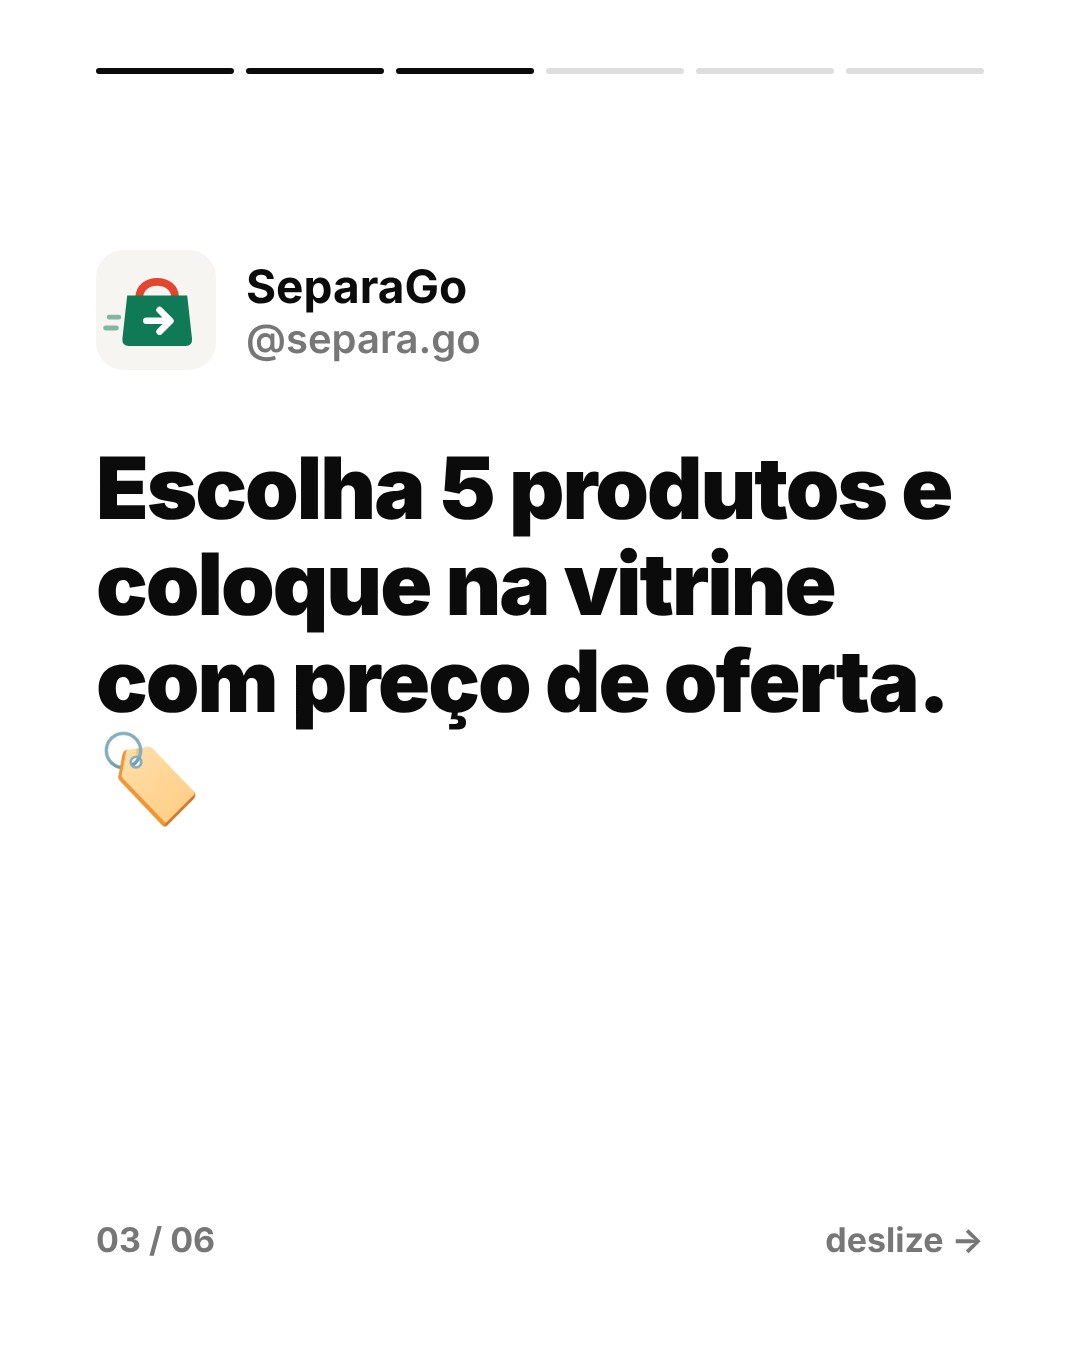 SeparaGo
@separa.go
Escolha 5 produtos e
coloque na vitrine
com preço de oferta.
03 / 06
deslize →